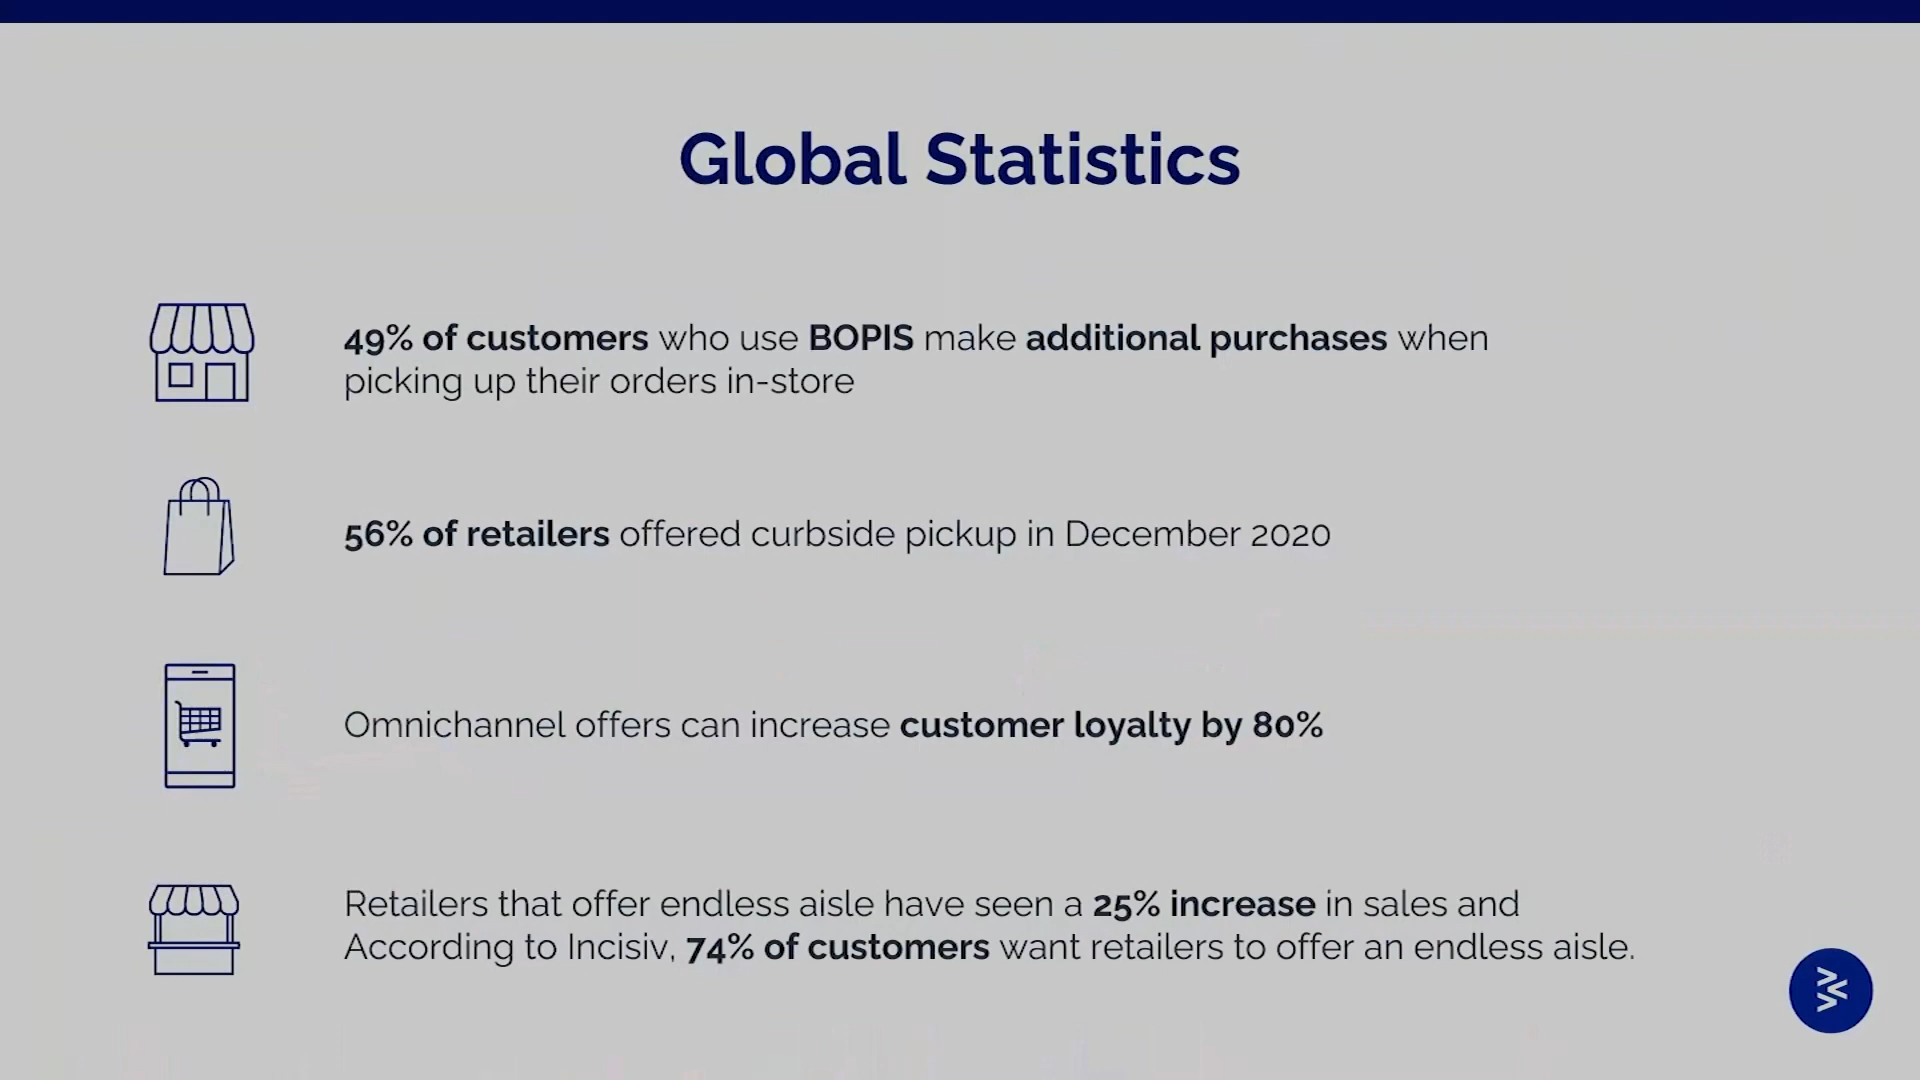 Global Statistics
49% of customers who use BOPIS make additional purchases when
picking up their orders in-store
56% of retailers offered curbside pickup in December 2020
Omnichannel offers can increase customer loyalty by 80%
Retailers that offer endless aisle have seen a 25% increase in sales and
According to Incisiv, 74% of customers want retailers to offer an endless aisle.